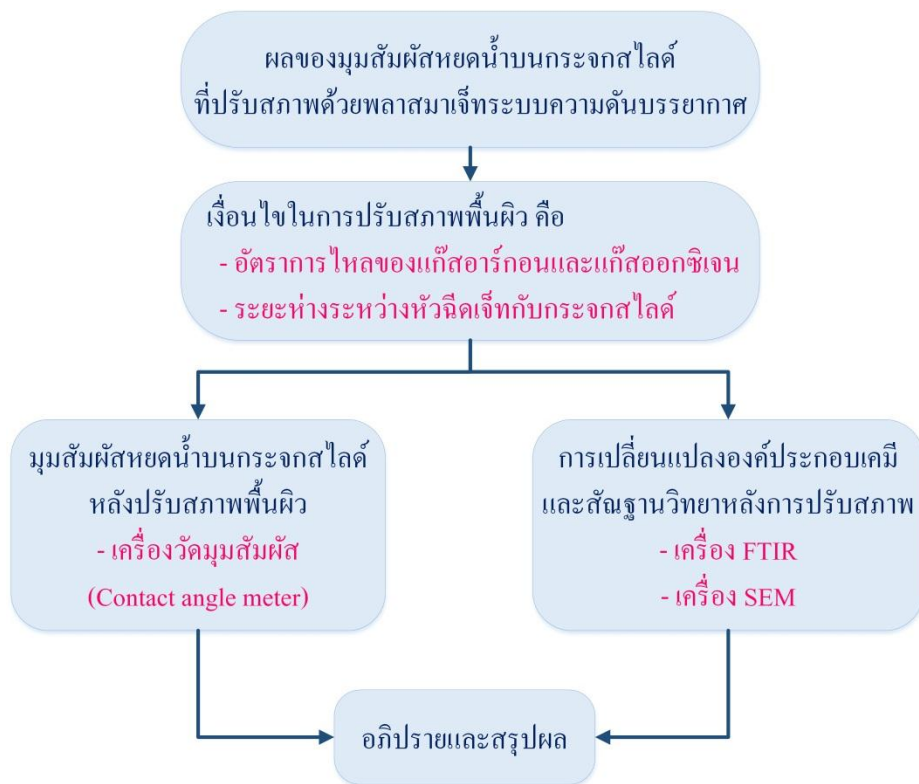 ผลของมุมสัมผัสหยดน้ำบนกระจกสไลด์
ที่ปรับสภาพด้วยพลาสมาเจ็ทระบบความดันบรรยากาศ
เงื่อนไขในการปรับสภาพพื้นผิว คือ
- อัตราการไหลของแก๊สอาร์กอนและแก๊สออกซิเจน
- ระยะห่างระหว่างหัวฉีดเจ็ทกับกระจกสไลด์
มุมสัมผัสหยดน้ำบนกระจกสไลด์
หลังปรับสภาพพื้นผิว
- เครื่องวัดมุมสัมผัส
(Contact angle meter)
การเปลี่ยนแปลงองค์ประกอบเคมี
และสัณฐานวิทยาหลังการปรับสภาพ
- เครื่อง FTIR
- เครื่อง SEM
อภิปรายและสรุปผล